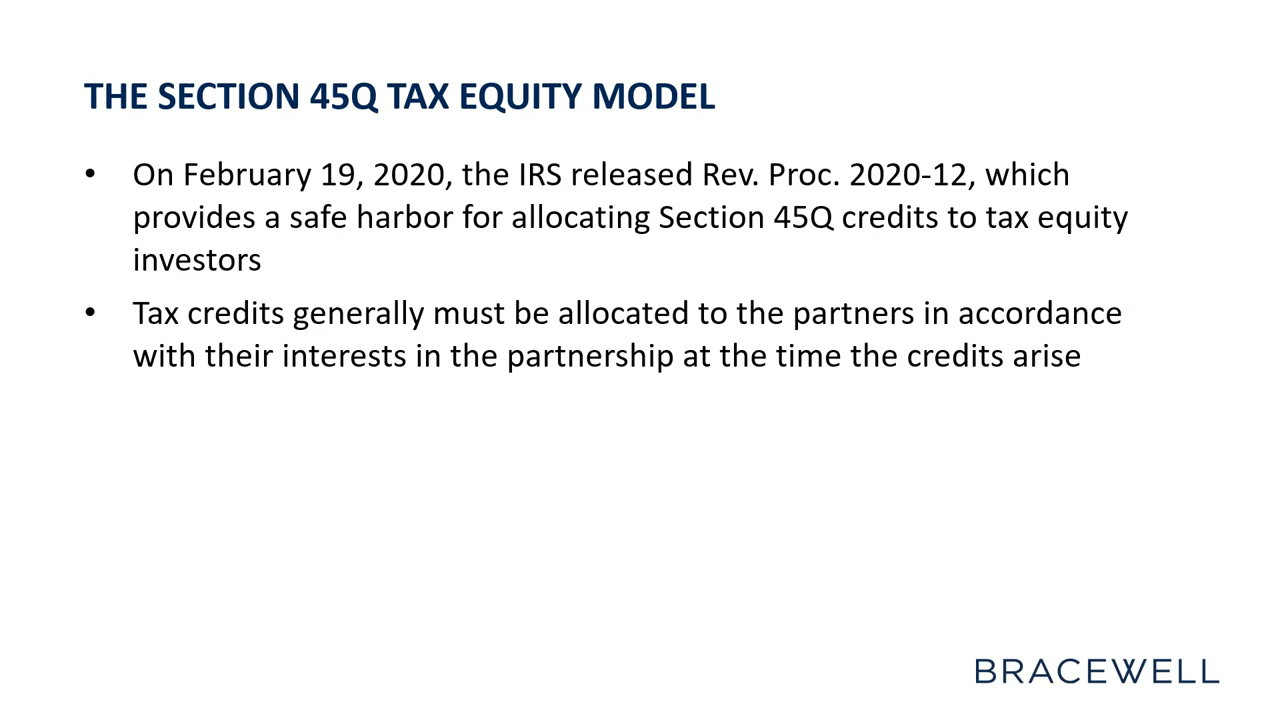 THE SECTION 45Q TAX EQUITY MODEL
• On February 19, 2020, the IRS released Rev. Proc. 2020-12, which
provides a safe harbor for allocating Section 45Q credits to tax equity
investors
• Tax credits generally must be allocated to the partners in accordance
with their interests in the partnership at the time the credits arise
BRACEWELL